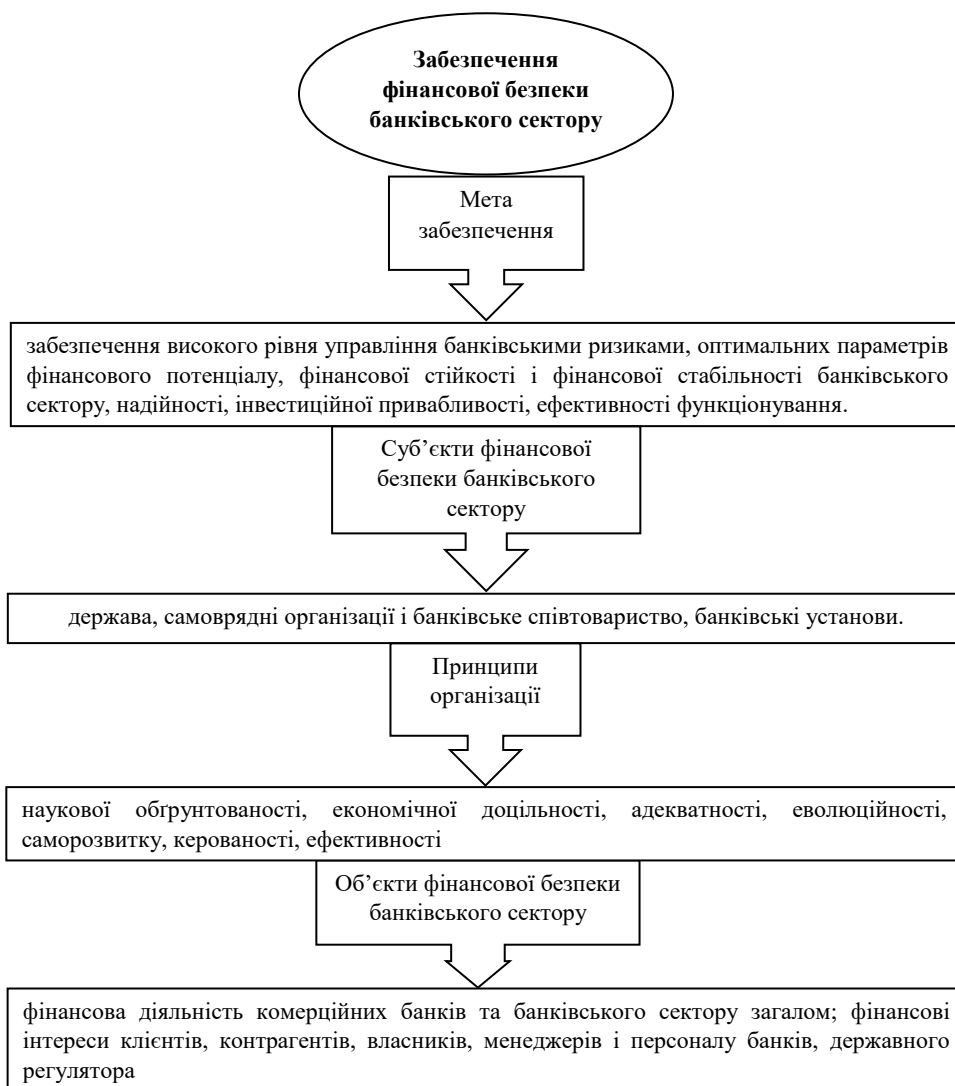 Забезпечення
фінансової безпеки
банківського сектору
Мета
забезпечення
забезпечення високого рівня управління банківськими ризиками, оптимальних параметрів
фінансового потенціалу, фінансової стійкості і фінансової стабільності банківського
сектору, надійності, інвестиційної привабливості, ефективності функціонування.
Суб’єкти фінансової
безпеки банківського
сектору
держава, самоврядні організації і банківське співтовариство, банківські установи.
Принципи
організації
наукової обґрунтованості, економічної доцільності, адекватності, еволюційності,
саморозвитку, керованості, ефективності
Об’єкти фінансової безпеки
банківського сектору
фінансова діяльність комерційних банків та банківського сектору загалом; фінансові
інтереси клієнтів, контрагентів, власників, менеджерів і персоналу банків, державного
регулятора